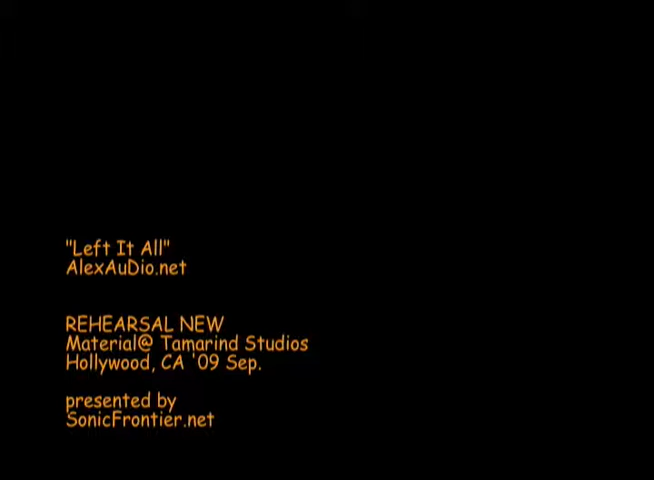 "Left It All"
AlexAuDio.net
REHEARSAL NEW
Material@ Tamarind Studios
Hollywood, CA '09 Sep.
presented by
SonicFrontier.net